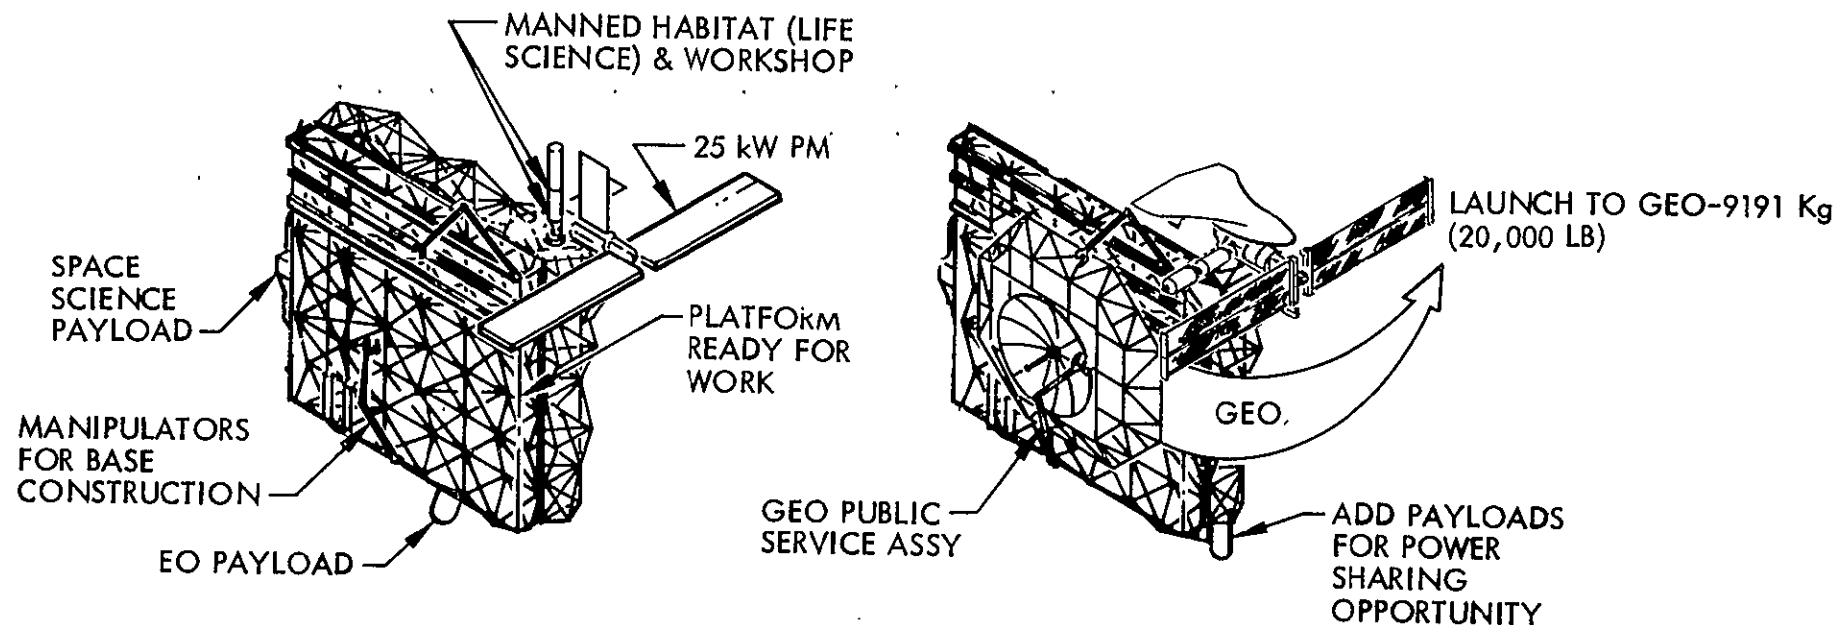 MANNED HABITAT (LIFE
SCIENCE) & WORKSHOP
25 kW PM
SPACE
SCIENCE
PAYLOAD
PLATFORM
READY FOR
WORK
MANIPULATORS
FOR BASE
CONSTRUCTION
EO PAYLOAD
LAUNCH TO GEO-9191 Kg
(20,000 LB)
GEO
GEO PUBLIC
SERVICE ASSY
ADD PAYLOADS
FOR POWER
SHARING
OPPORTUNITY